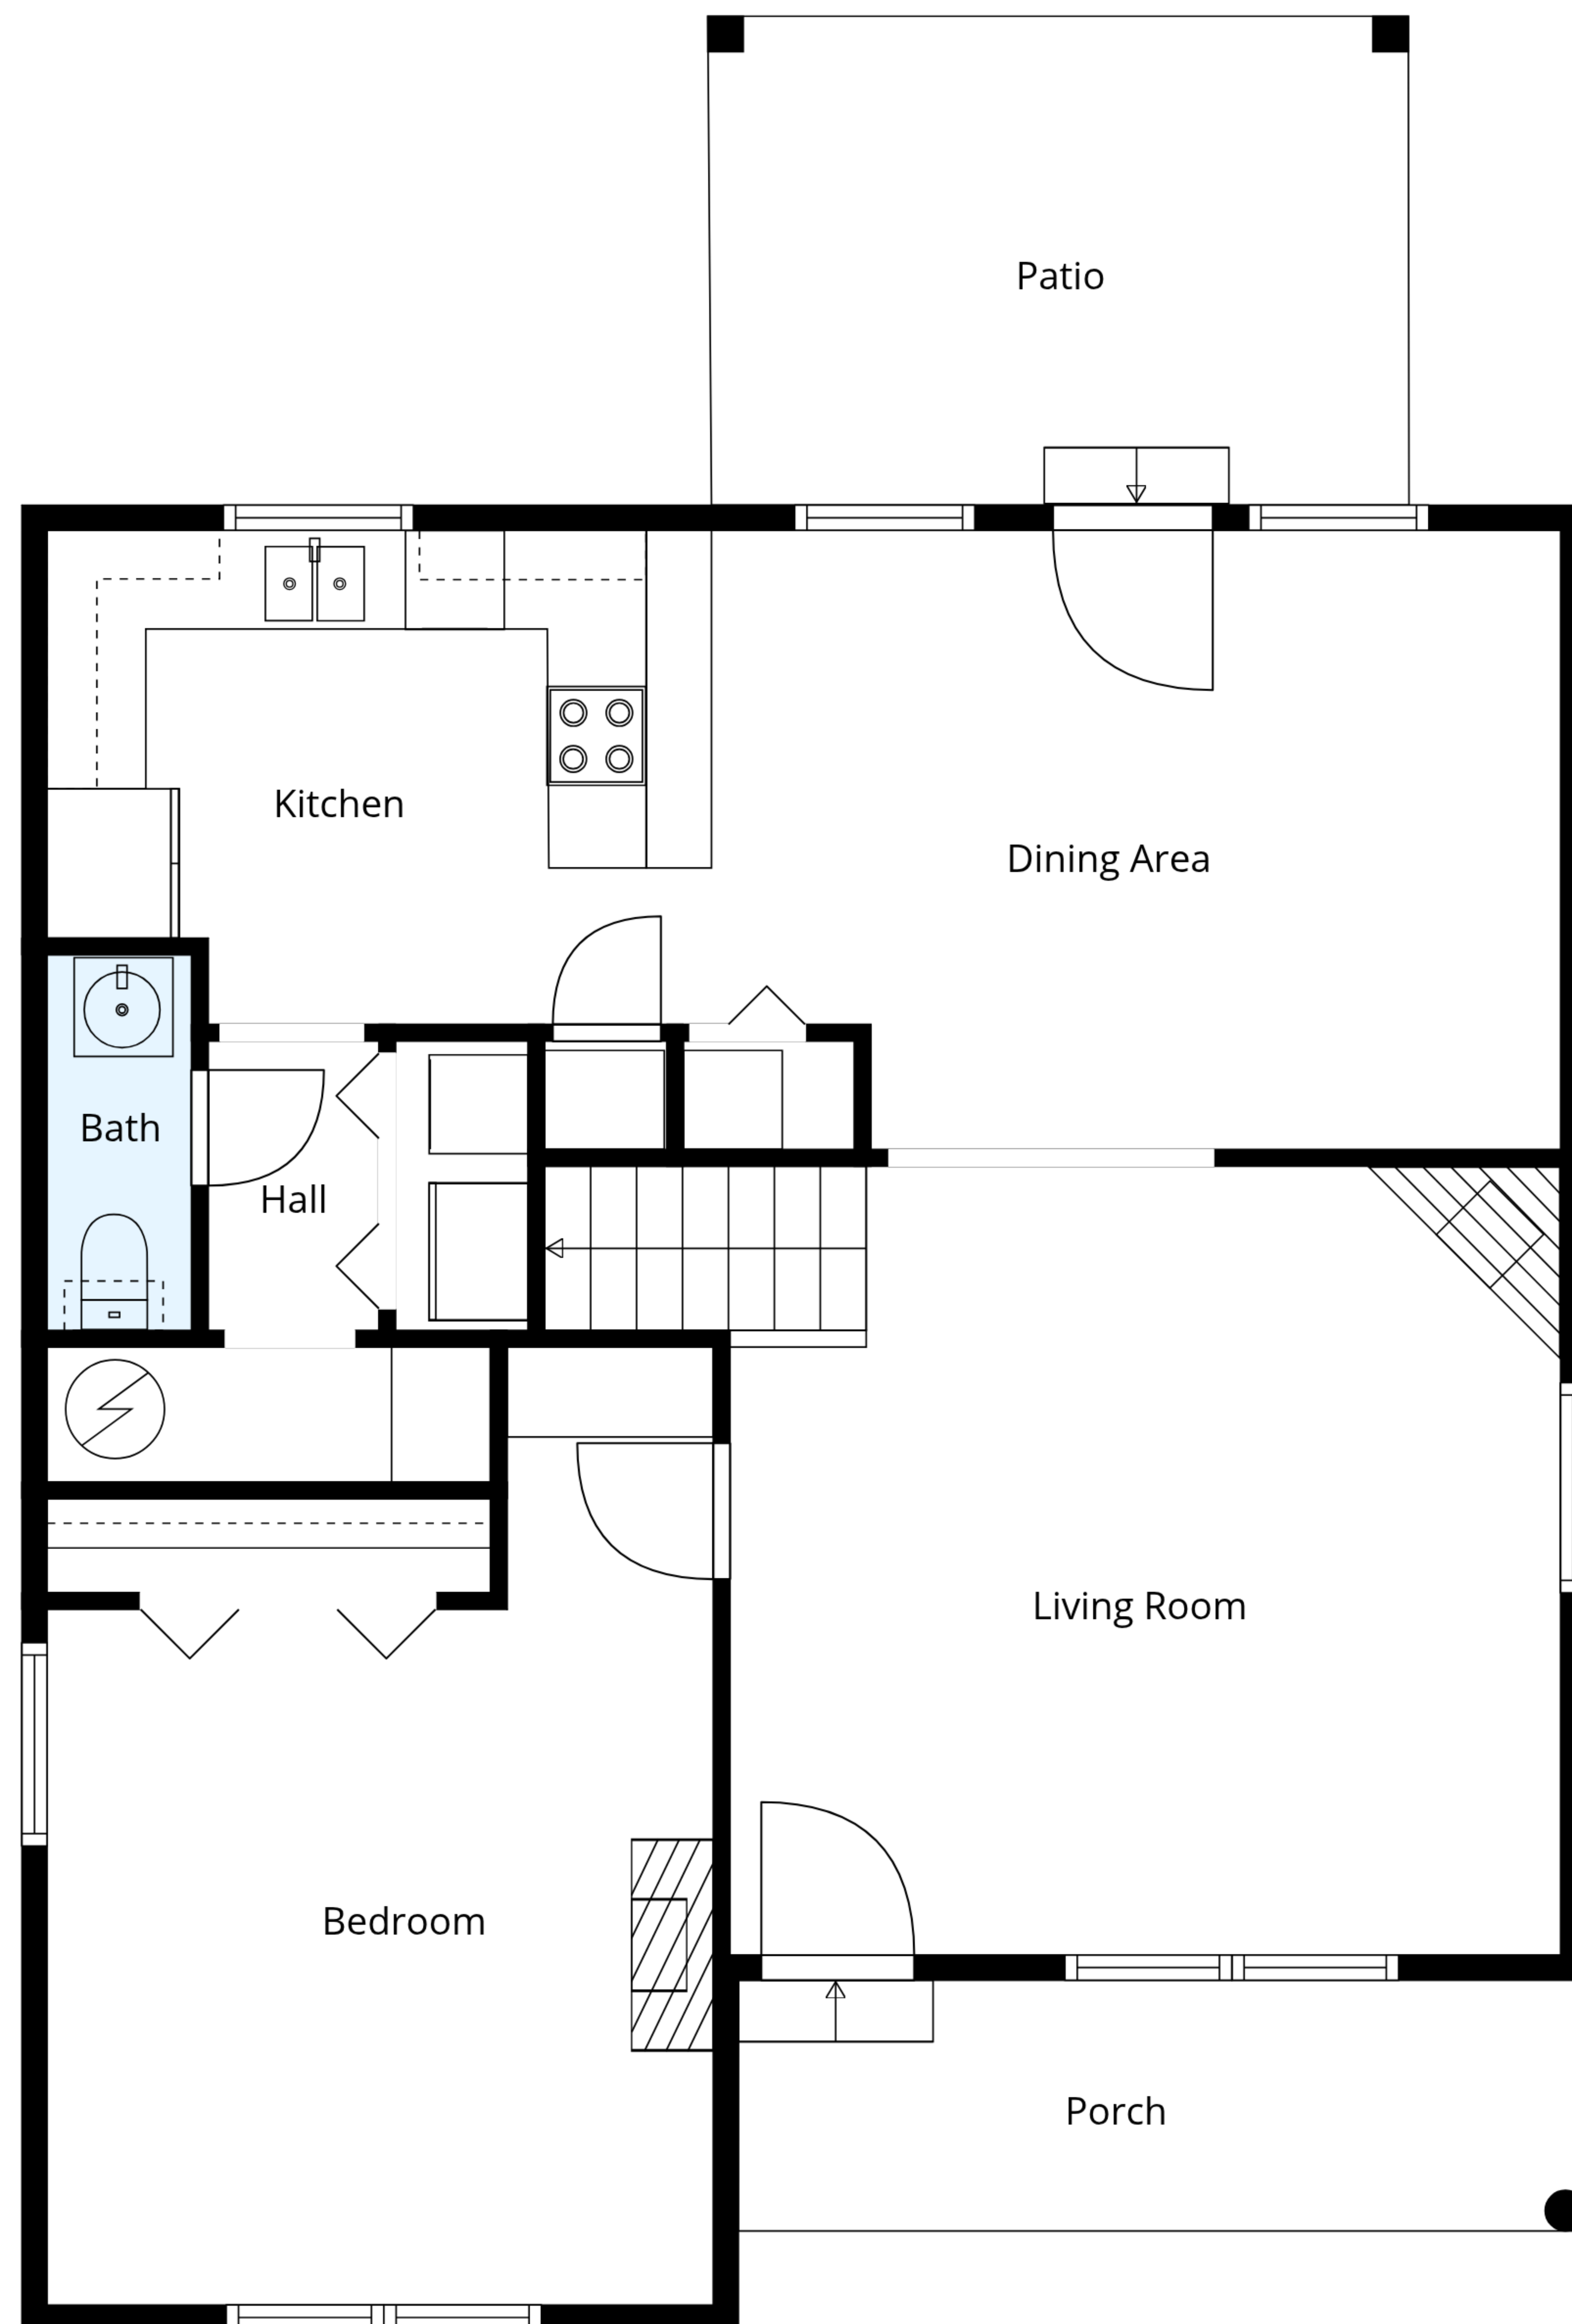 Patio
Kitchen
Dining Area
Bath
Hall
Living Room
Bedroom
Porch